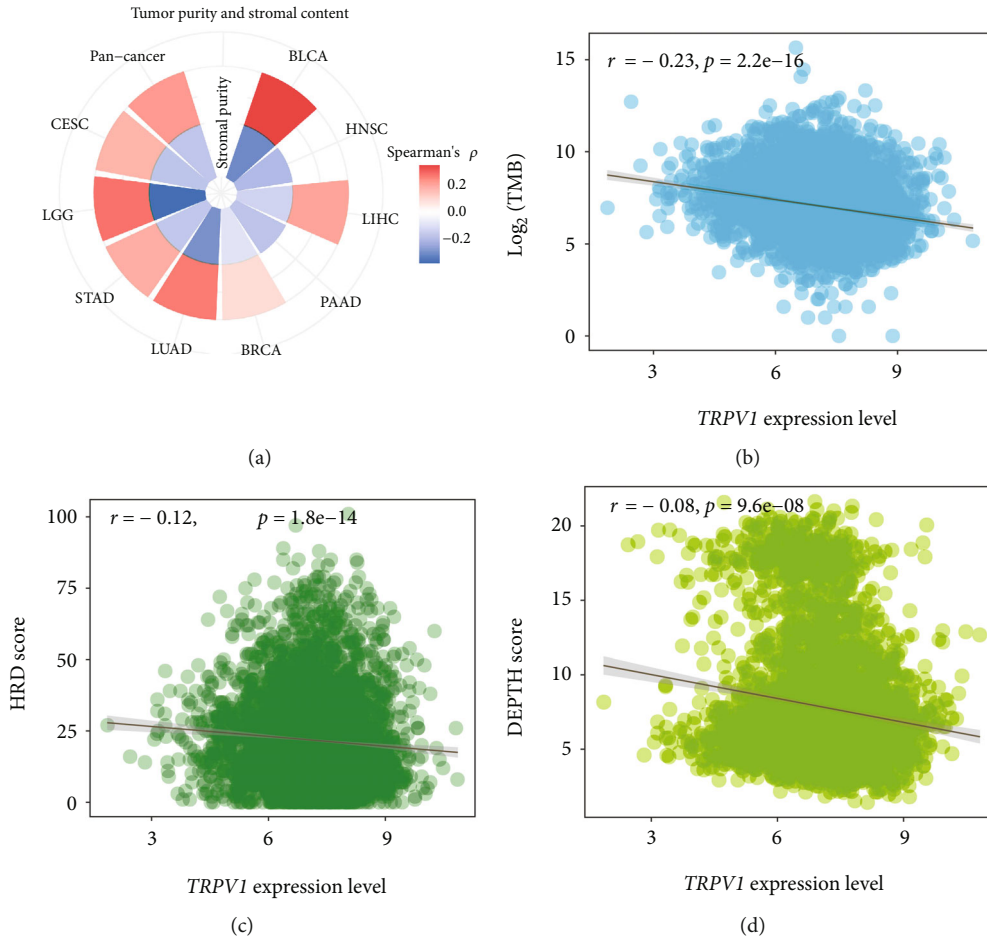 Tumor purity and stromal content
Pan−cancer
BLCA
CESC
HNSC
Stromal purity
LGG
LIHC
STAD
PAAD
LUAD
BRCA
Spearman's ρ
0.2
0.0
−0.2
(a)
r = − 0.23, p = 2.2e−16
Log2 (TMB)
15
10
5
0
3 6 9
TRPV1 expression level
(b)
r = − 0.12, p = 1.8e−14
HRD score
100
75
50
25
0
3 6 9
TRPV1 expression level
(c)
r = − 0.08, p = 9.6e−08
DEPTH score
20
15
10
5
3 6 9
TRPV1 expression level
(d)